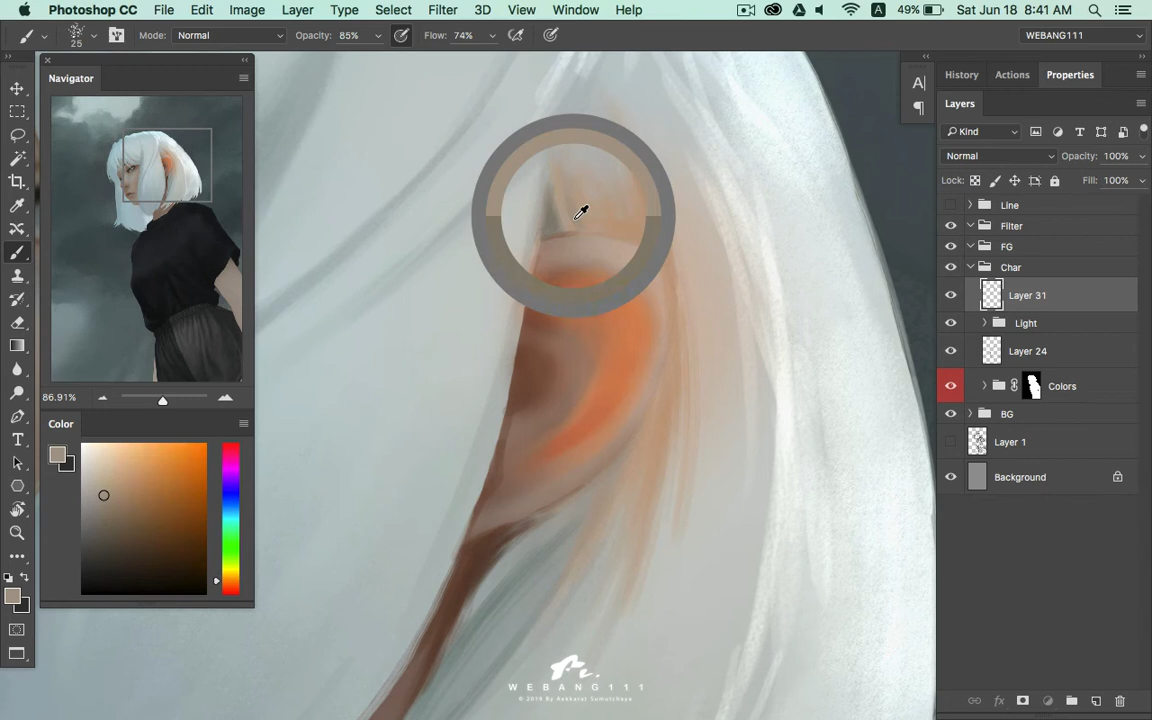 Photoshop CC File Edit Image Layer Type Select Filter 3D View Window Help A 49% Sat Jun 18 8:41 AM
25 Mode: Normal Opacity: 85% Flow: 74% WEBANG111
Navigator
86.91%
Color
History Actions Properties
Layers
Kind
Normal Opacity: 100%
Lock: Fill: 100%
Line
Filter
FG
Char
Layer 31
Light
Layer 24
Colors
BG
Layer 1
Background
WEBANG111